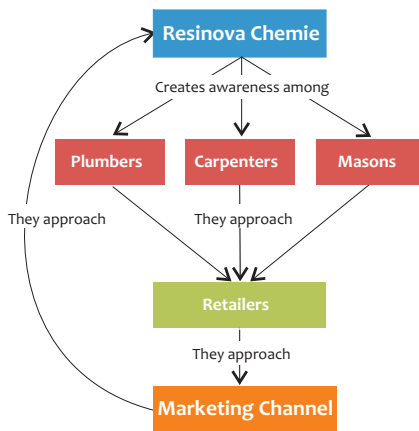 Resinova Chemie
Creates awareness among
Plumbers
Carpenters
Masons
They approach
They approach
Retailers
They approach
Marketing Channel